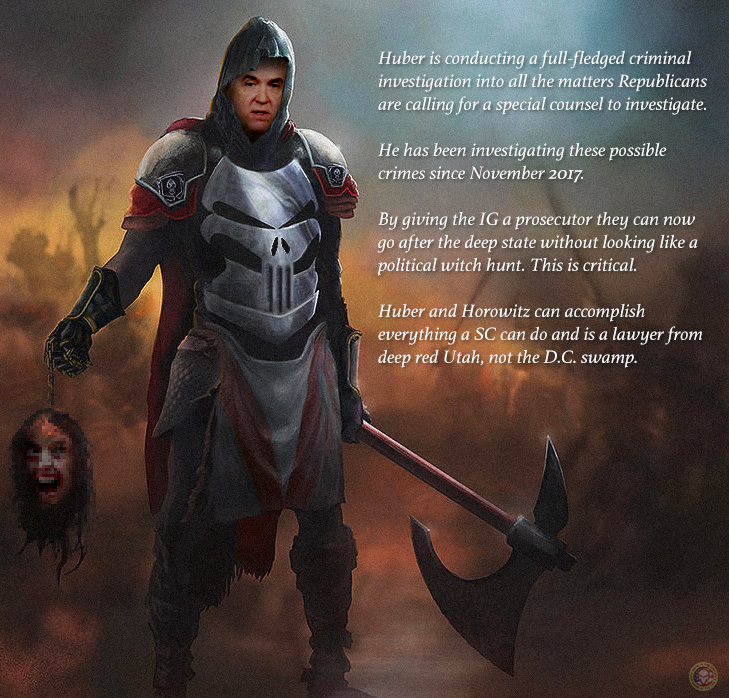 Huber is conducting a full-fledged criminal
investigation into all the matters Republicans
are calling for a special counsel to investigate.
He has been investigating these possible
crimes since November 2017.
By giving the IG a prosecutor they can now
go after the deep state without looking like a
political witch hunt. This is critical.
Huber and Horowitz can accomplish
everything a SC can do and is a lawyer from
deep red Utah, not the D.C. swamp.